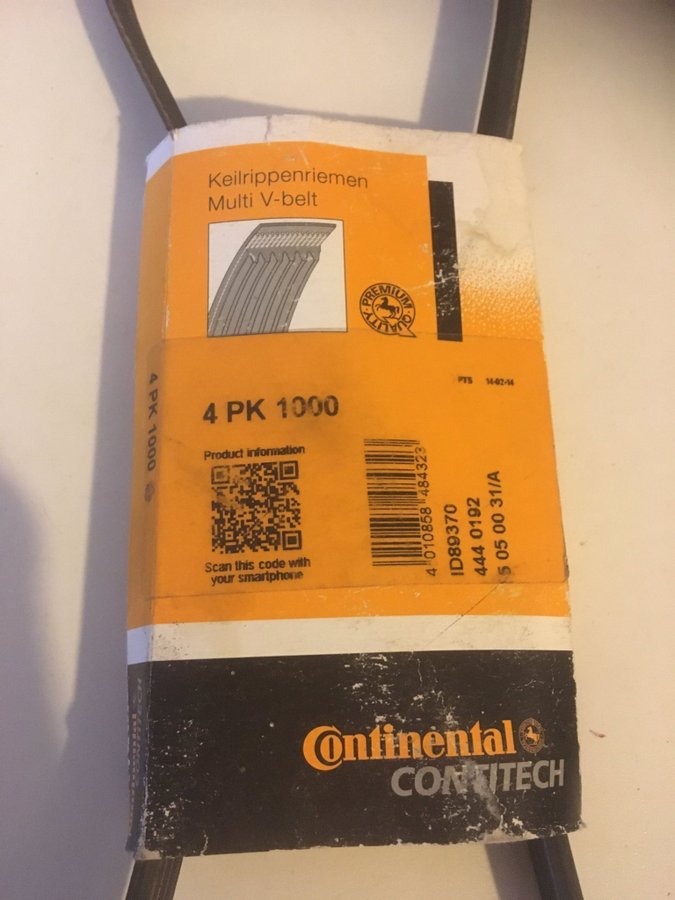 Keilrippenriemen
Multi V-belt
PREMIUM QUALITY
PTS 14-02-14
4 PK 1000
4 PK 1000
Product information
Scan this code with
your smartphone
4 010858 484323
ID89370
444 0192
5 05 00 31/A
Continental
CONTITECH